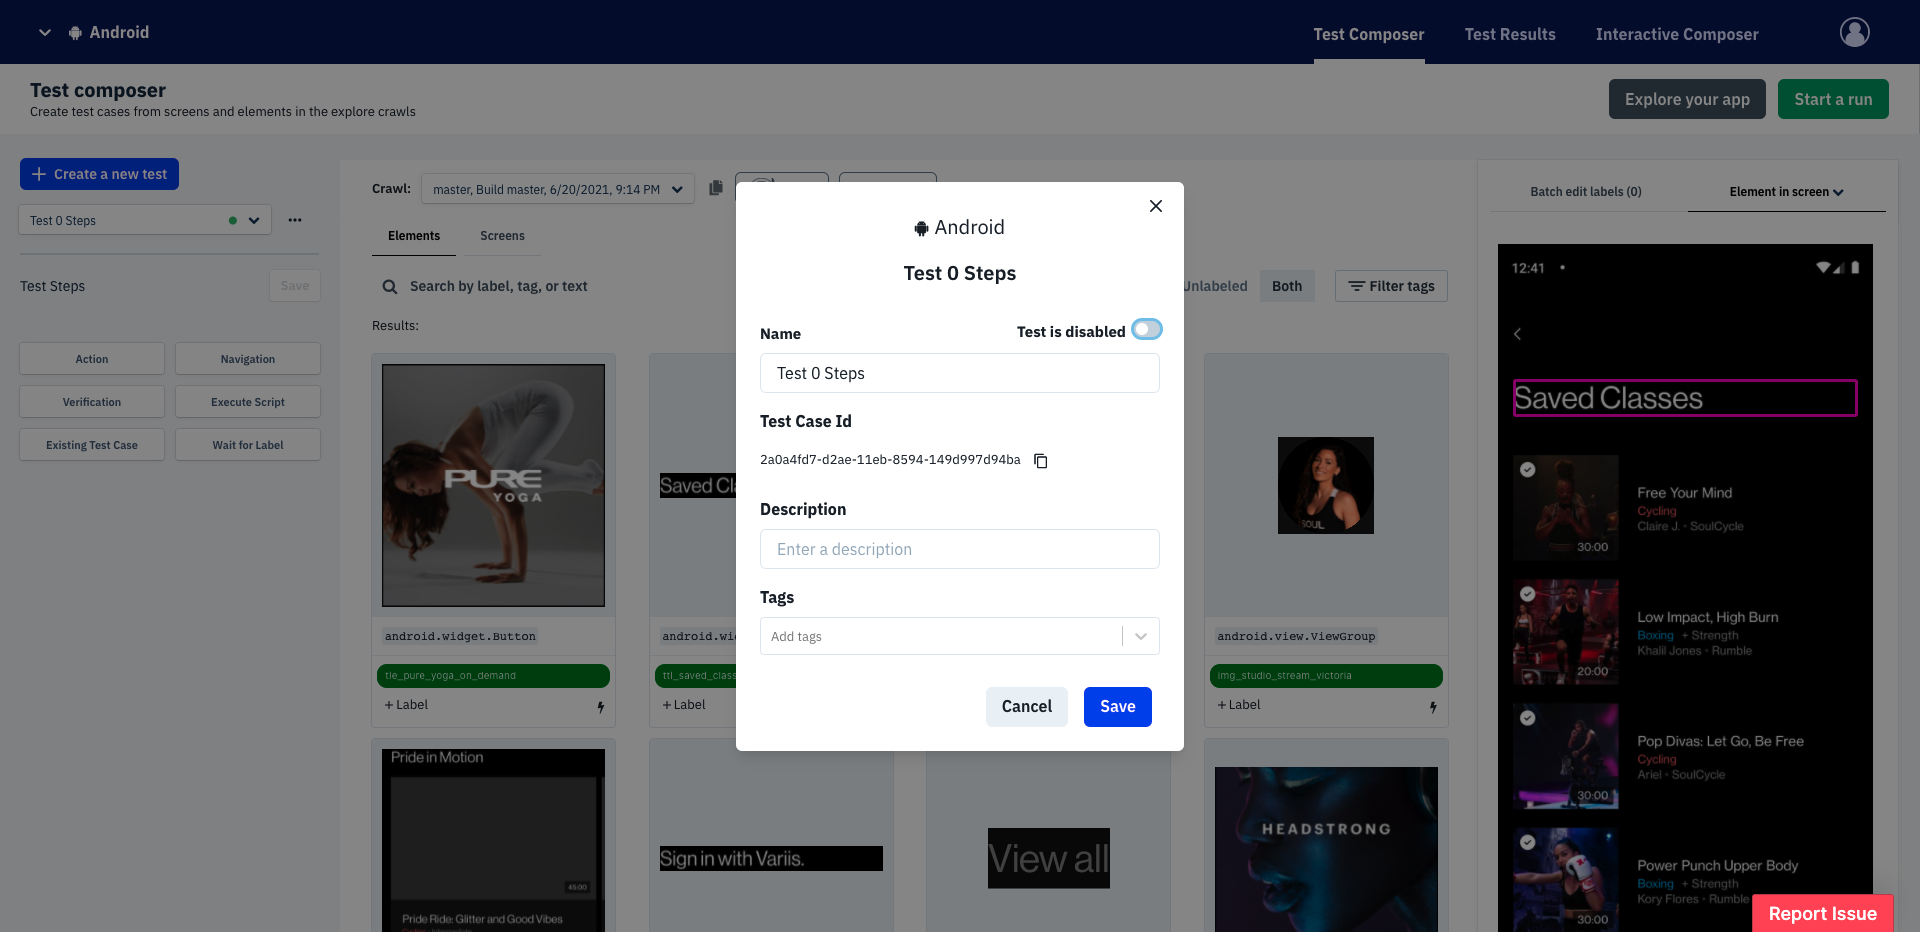 Android
Test Composer
Test Results
Interactive Composer
Test composer
Create test cases from screens and elements in the explore crawls
Explore your app
Start a run
Create a new test
Test 0 Steps
Test Steps
Save
Action
Navigation
Verification
Execute Script
Existing Test Case
Wait for Label
Crawl:
master, Build master, 6/20/2021, 9:14 PM
Elements
Screens
Search by label, tag, or text
Unlabeled
Both
Filter tags
Results:
PURE
YOGA
android.widget.Button
tle_pure_yoga_on_demand
+ Label
Saved Cl
android.wi
ttl_saved_class
+ Label
SOUL
android.view.ViewGroup
img_studio_stream_victoria
+ Label
Pride in Motion
45:00
Pride Ride: Glitter and Good Vibes
Sign in with Variis.
View all
HEADSTRONG
Android
Test 0 Steps
Name
Test is disabled
Test 0 Steps
Test Case Id
2a0a4fd7-d2ae-11eb-8594-149d997d94ba
Description
Enter a description
Tags
Add tags
Cancel
Save
Batch edit labels (0)
Element in screen
12:41
Saved Classes
Free Your Mind
Cycling
Claire J. • SoulCycle
30:00
Low Impact, High Burn
Boxing + Strength
Khalil Jones • Rumble
20:00
Pop Divas: Let Go, Be Free
Cycling
Ariel • SoulCycle
30:00
Power Punch Upper Body
Boxing + Strength
Kory Flores • Rumble
30:00
Report Issue